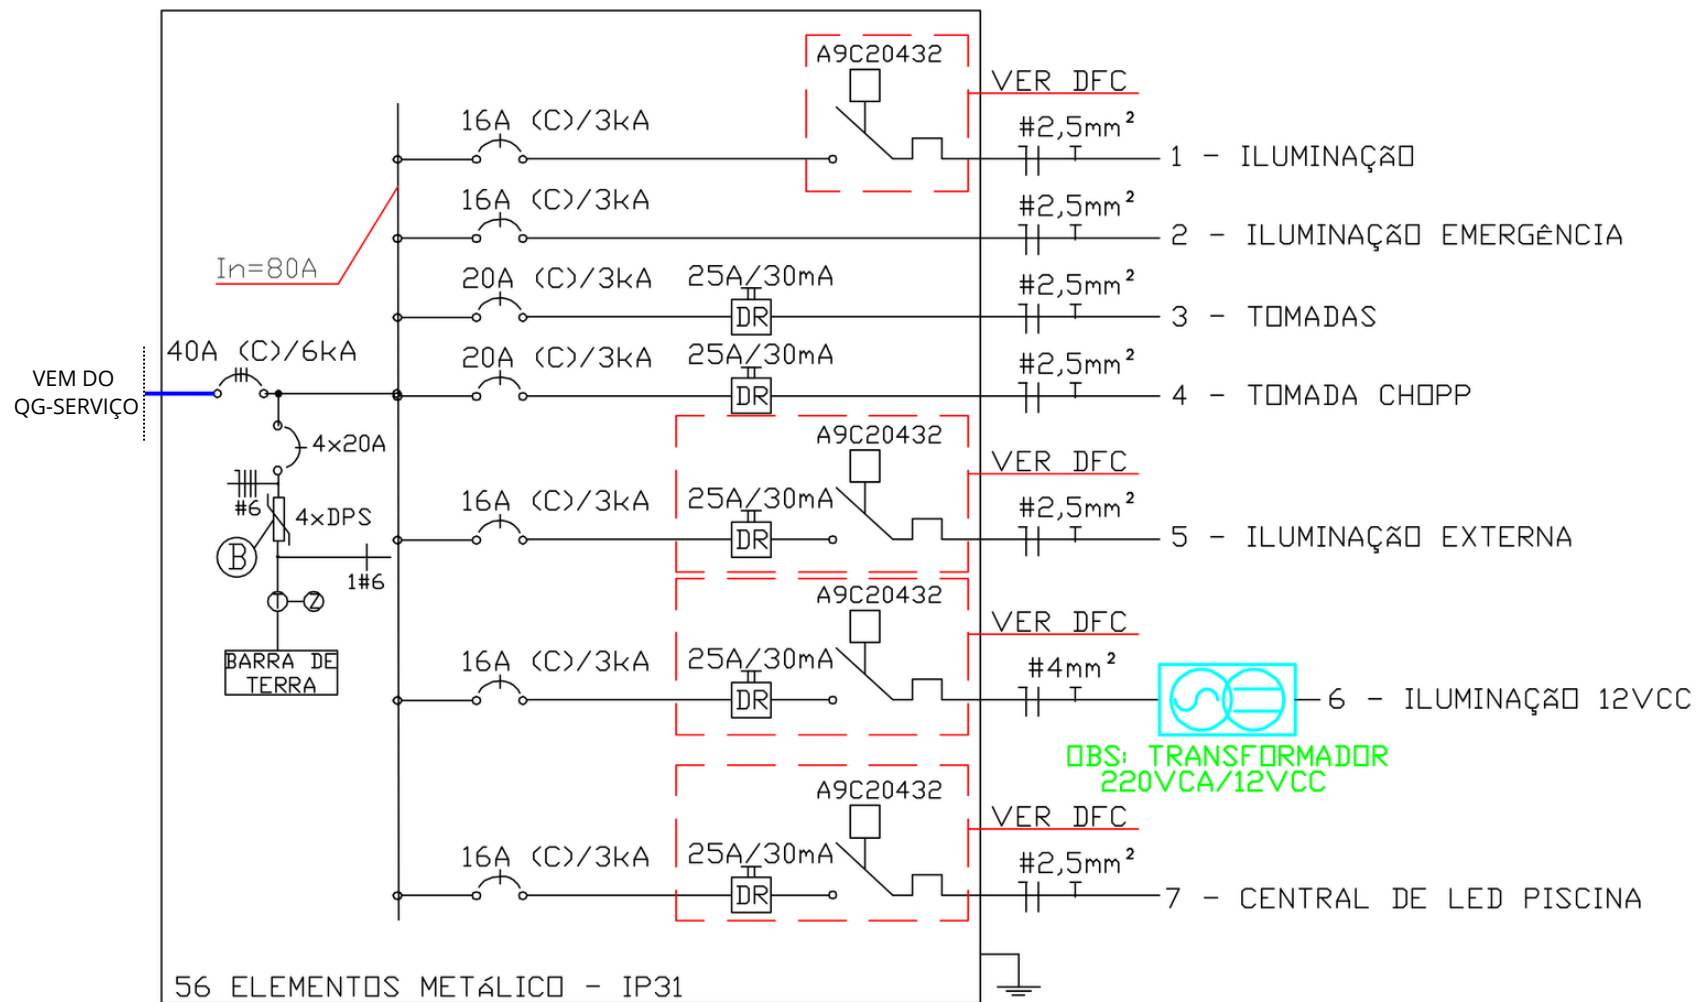 A9C20432
VER DFC
16A (C)/3kA
#2,5mm²
1 - ILUMINAÇÃO
16A (C)/3kA
#2,5mm²
2 - ILUMINAÇÃO EMERGÊNCIA
In=80A
20A (C)/3kA
25A/30mA
#2,5mm²
DR
3 - TOMADAS
40A (C)/6kA
20A (C)/3kA
25A/30mA
#2,5mm²
VEM DO
QG-SERVIÇO
DR
4 - TOMADA CHOPP
4x20A
A9C20432
VER DFC
#6
4xDPS
16A (C)/3kA
25A/30mA
#2,5mm²
DR
5 - ILUMINAÇÃO EXTERNA
B
1#6
T
Z
A9C20432
VER DFC
BARRA DE
TERRA
16A (C)/3kA
25A/30mA
#4mm²
DR
6 - ILUMINAÇÃO 12VCC
OBS: TRANSFORMADOR
220VCA/12VCC
A9C20432
VER DFC
16A (C)/3kA
25A/30mA
#2,5mm²
DR
7 - CENTRAL DE LED PISCINA
56 ELEMENTOS METÁLICO - IP31